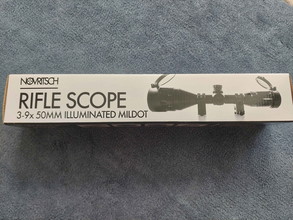 NOVRITSCH
RIFLE SCOPE
3-9x 50MM ILLUMINATED MILDOT